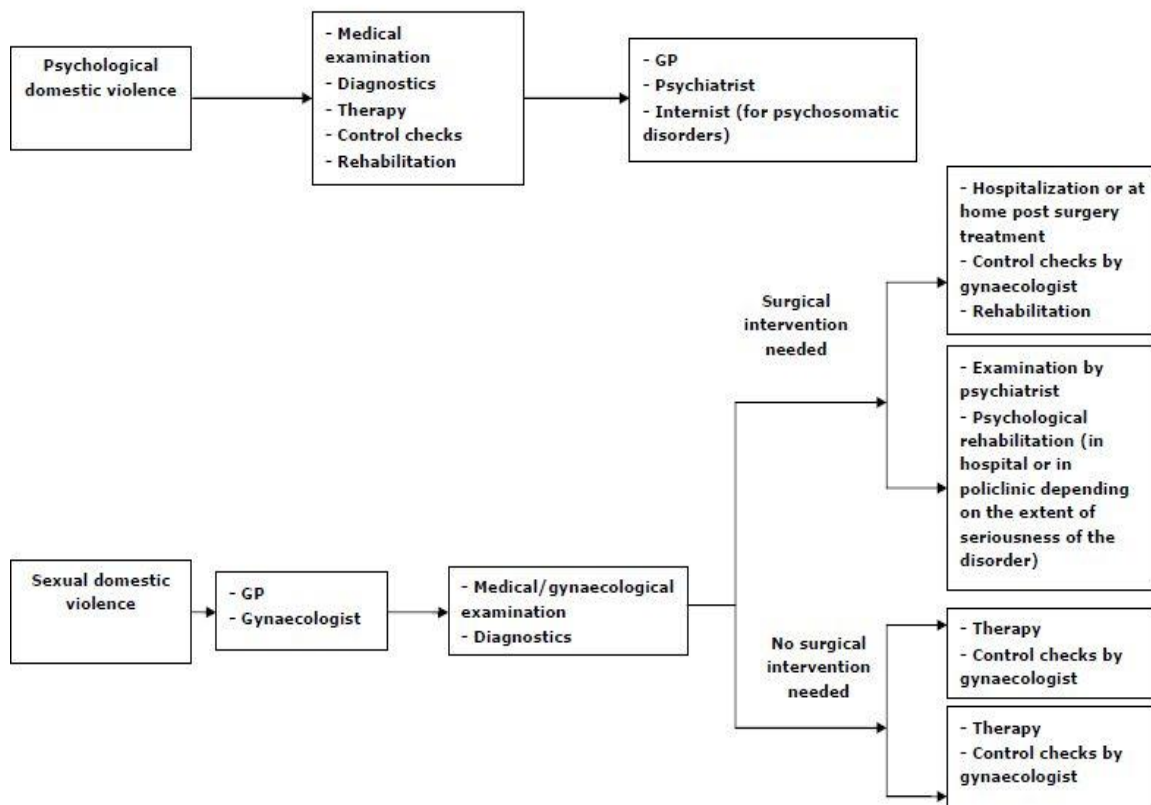 Psychological
domestic violence
- Medical
examination
- Diagnostics
- Therapy
- Control checks
- Rehabilitation
- GP
- Psychiatrist
- Internist (for psychosomatic
disorders)
Sexual domestic
violence
- GP
- Gynaecologist
- Medical/gynaecological
examination
- Diagnostics
Surgical
intervention
needed
- Hospitalization or at
home post surgery
treatment
- Control checks by
gynaecologist
- Rehabilitation
- Examination by
psychiatrist
- Psychological
rehabilitation (in
hospital or in
policlinic depending
on the extent of
seriousness of the
disorder)
No surgical
intervention
needed
- Therapy
- Control checks by
gynaecologist
- Therapy
- Control checks by
gynaecologist